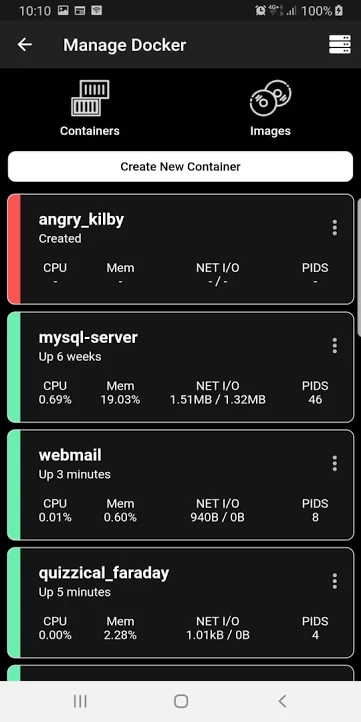 10:10
4G+
100%
Manage Docker
Containers Images
Create New Container
angry_kilby
Created
CPU Mem NET I/O PIDS
- - - / - -
mysql-server
Up 6 weeks
CPU Mem NET I/O PIDS
0.69% 19.03% 1.51MB / 1.32MB 46
webmail
Up 3 minutes
CPU Mem NET I/O PIDS
0.01% 0.60% 940B / 0B 8
quizzical_faraday
Up 5 minutes
CPU Mem NET I/O PIDS
0.00% 2.28% 1.01kB / 0B 4